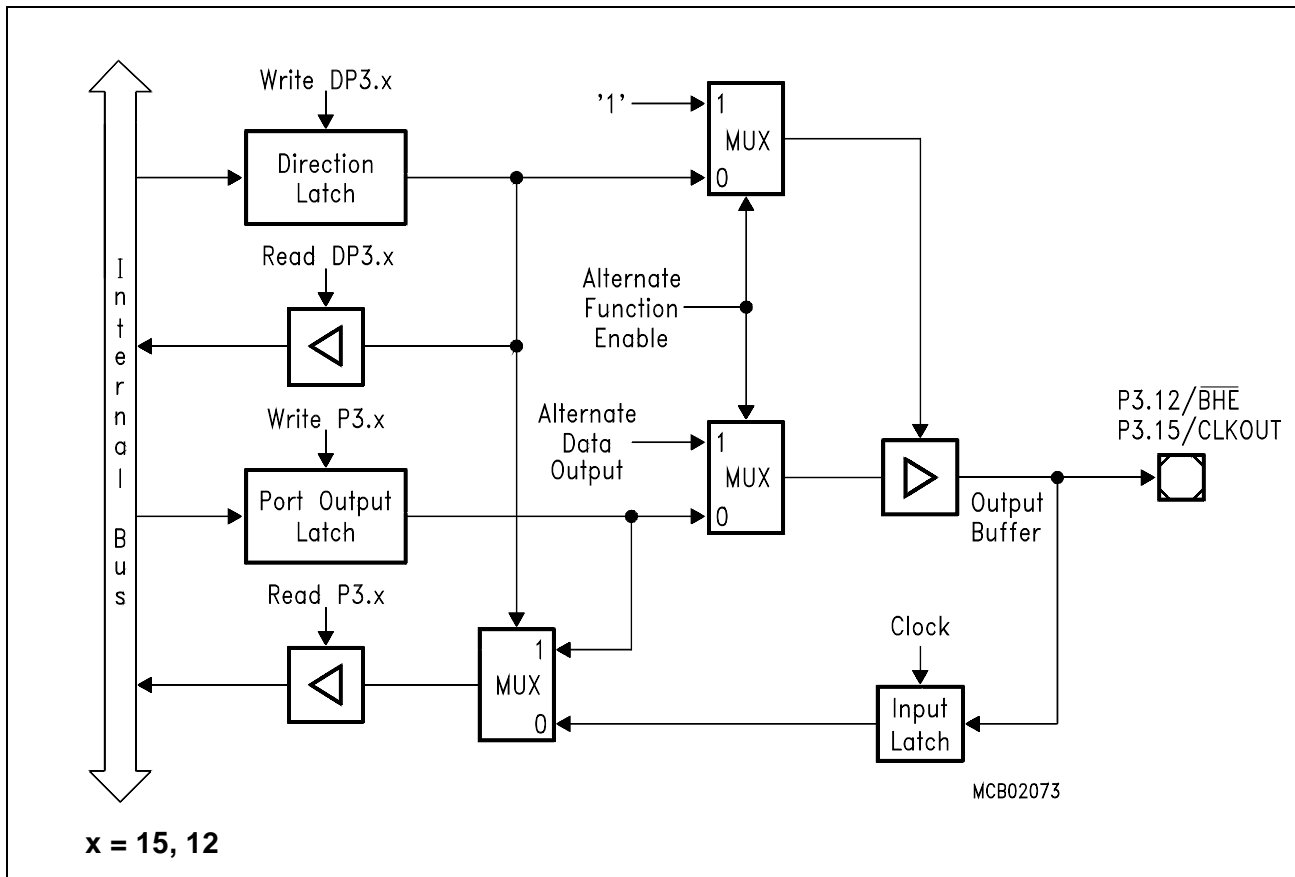 Write DP3.x
Direction
Latch
Read DP3.x
Internal Bus
Write P3.x
Port Output
Latch
Read P3.x
'1'
1
MUX
0
Alternate
Function
Enable
Alternate
Data
Output
1
MUX
0
P3.12/B̅H̅E̅
P3.15/CLKOUT
Output
Buffer
1
MUX
0
Clock
Input
Latch
MCB02073
x = 15, 12